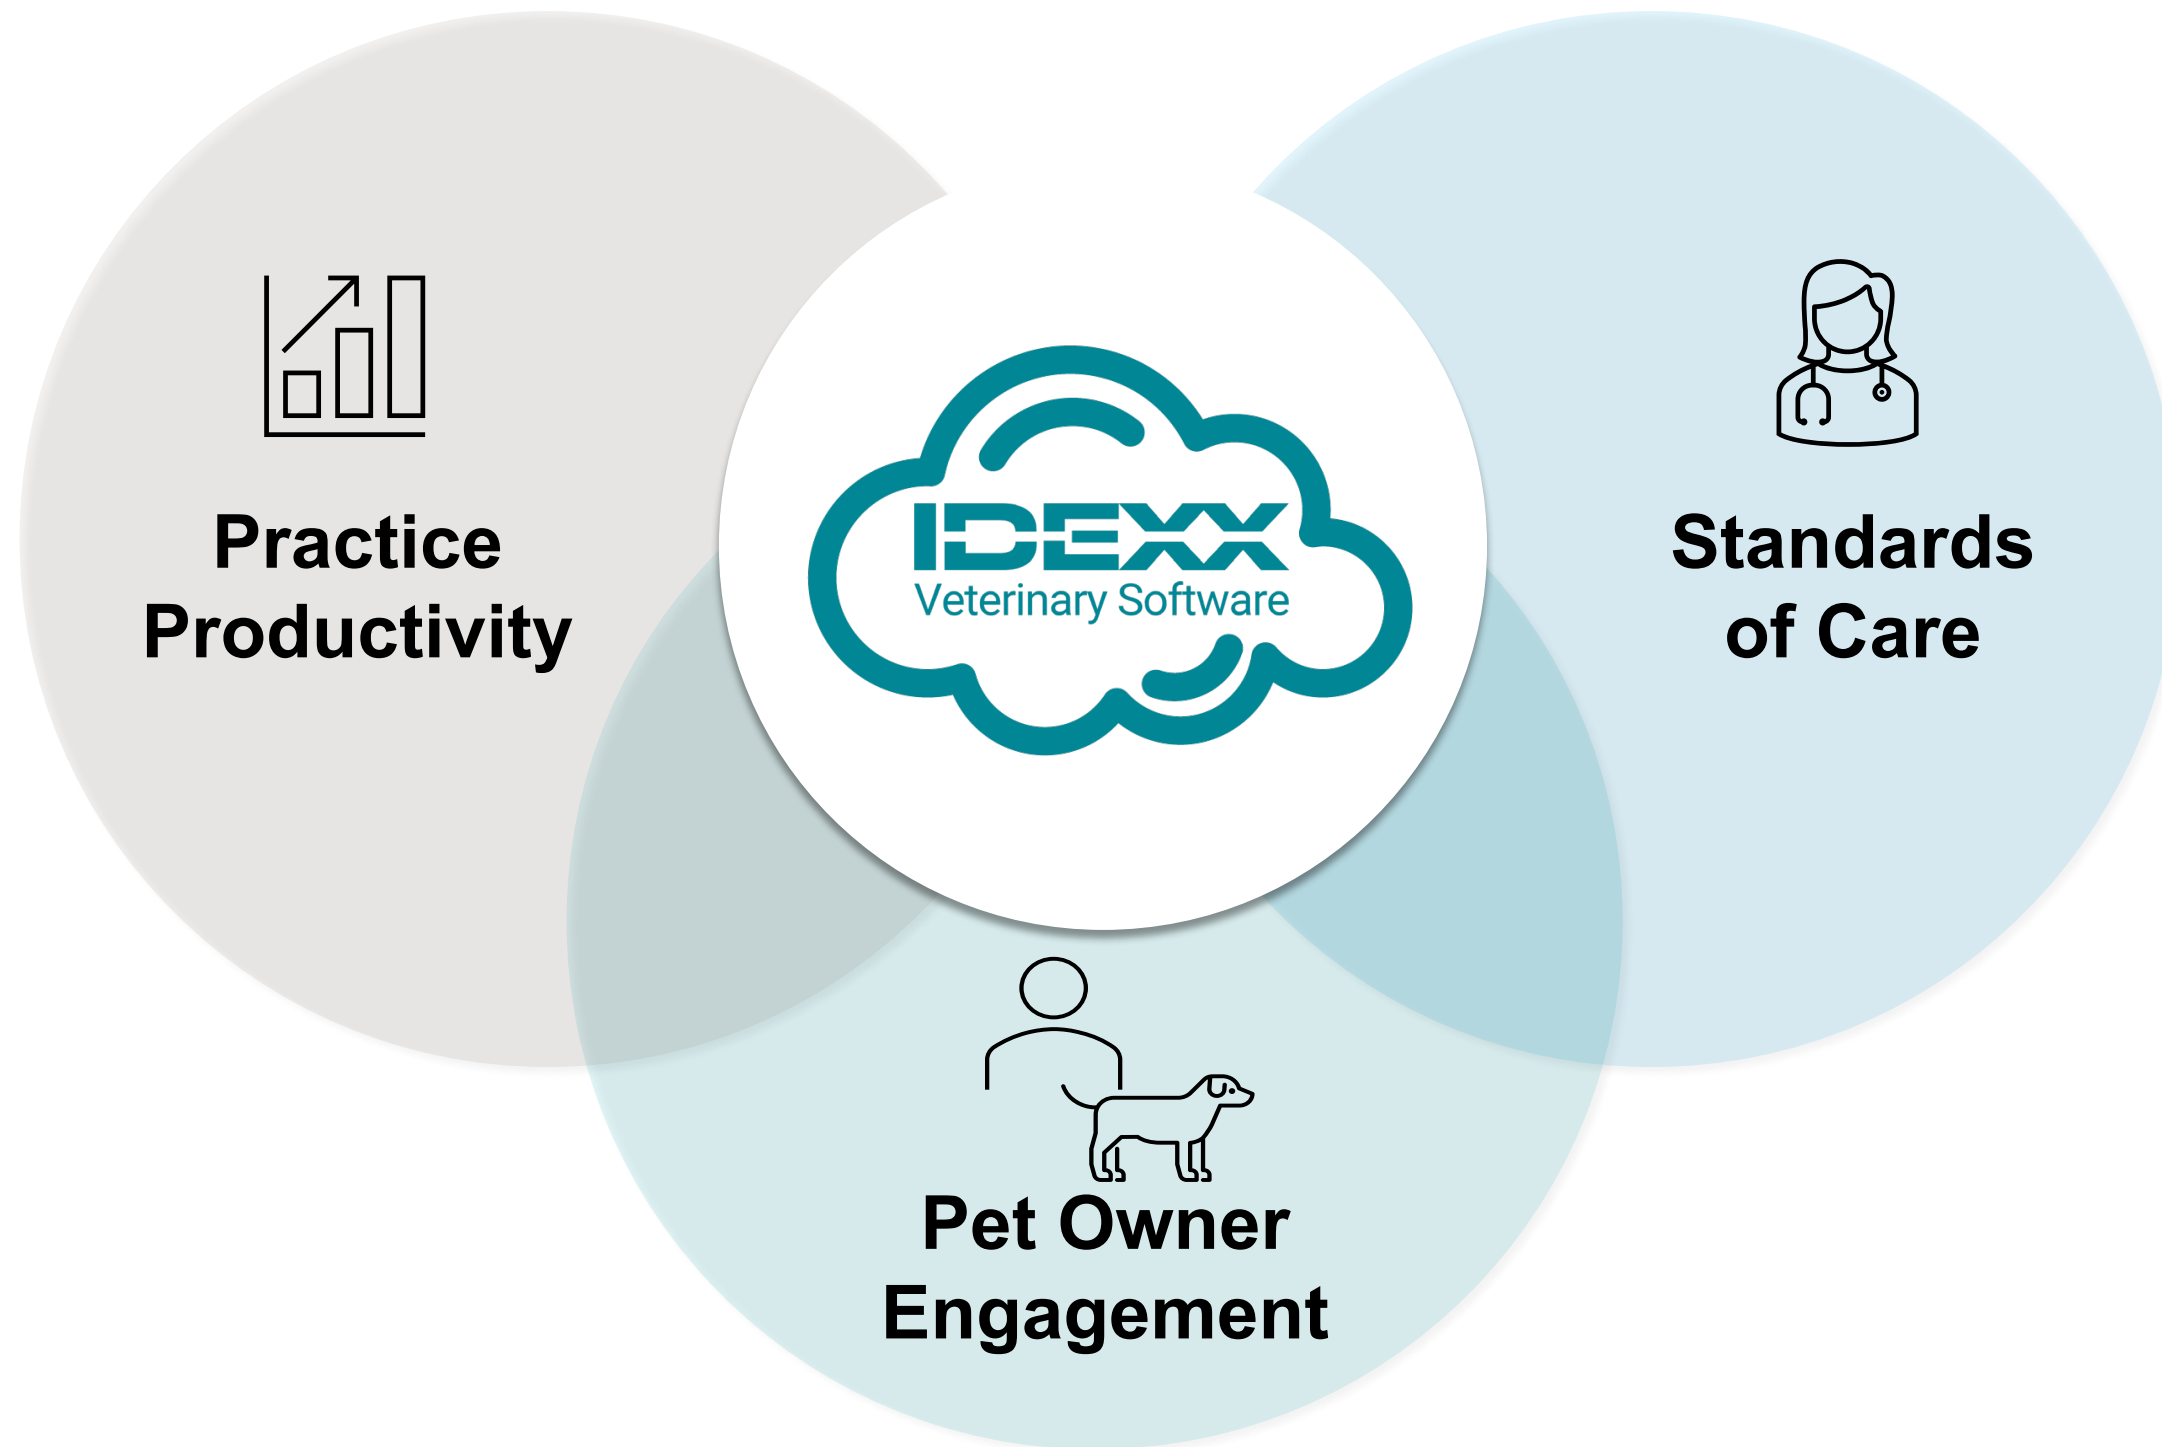 Practice
Productivity
IDEXX
Veterinary Software
Standards
of Care
Pet Owner
Engagement